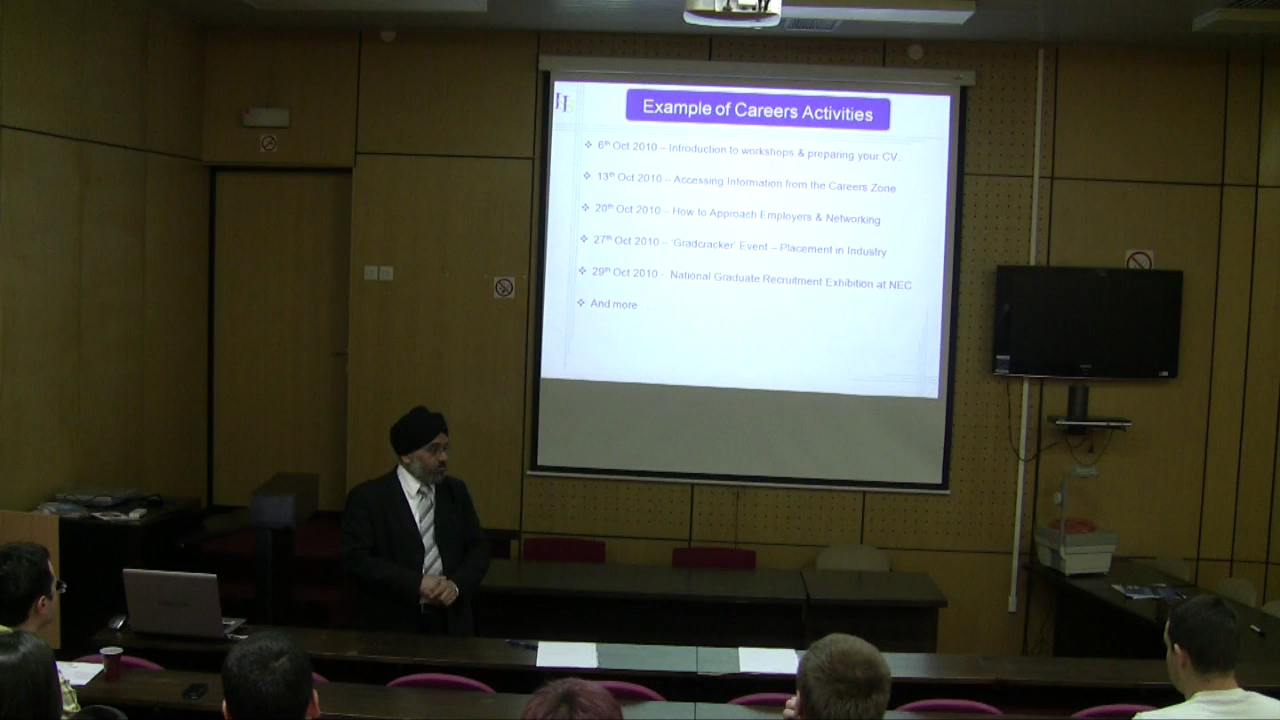 Example of Careers Activities
❖ 6th Oct 2010 – Introduction to workshops & preparing your CV.
❖ 13th Oct 2010 – Accessing Information from the Careers Zone
❖ 20th Oct 2010 – How to Approach Employers & Networking
❖ 27th Oct 2010 – 'Gradcracker' Event – Placement in Industry
❖ 29th Oct 2010 - National Graduate Recruitment Exhibition at NEC
❖ And more ....